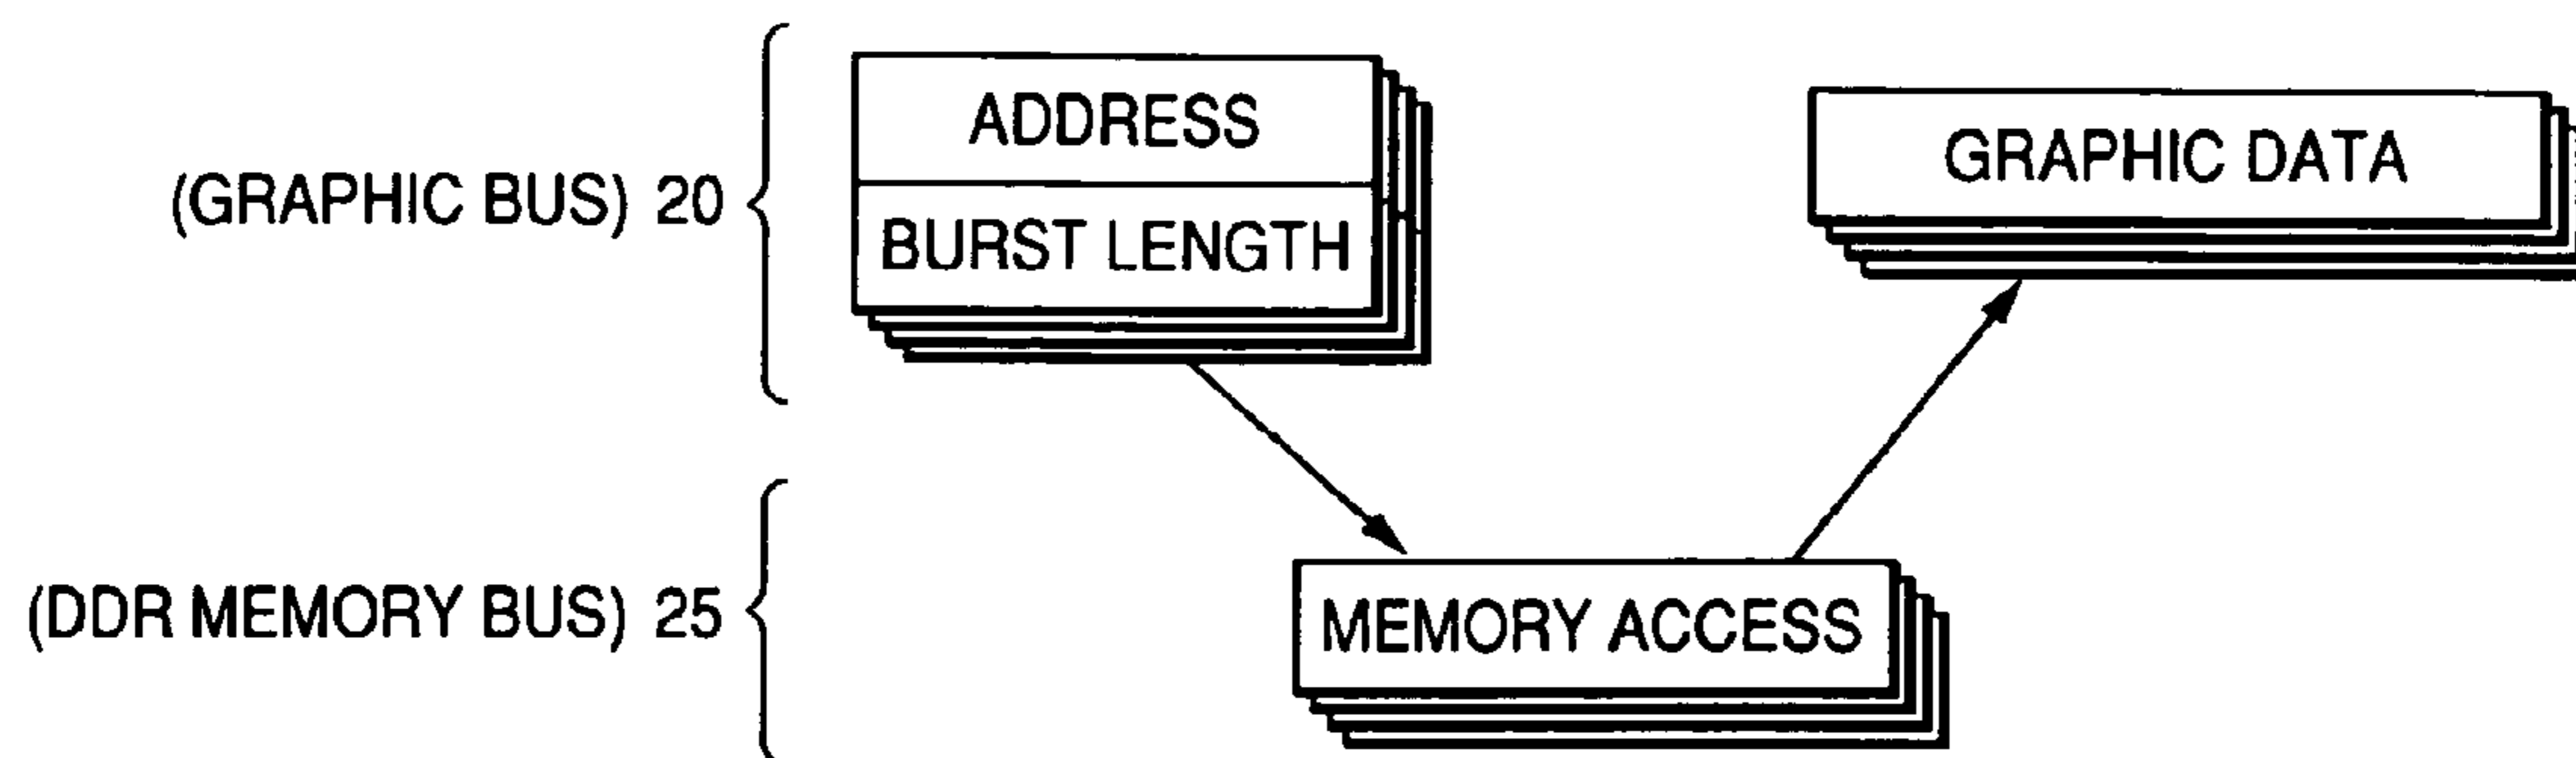 (GRAPHIC BUS) 20
ADDRESS
BURST LENGTH
GRAPHIC DATA
(DDR MEMORY BUS) 25
MEMORY ACCESS